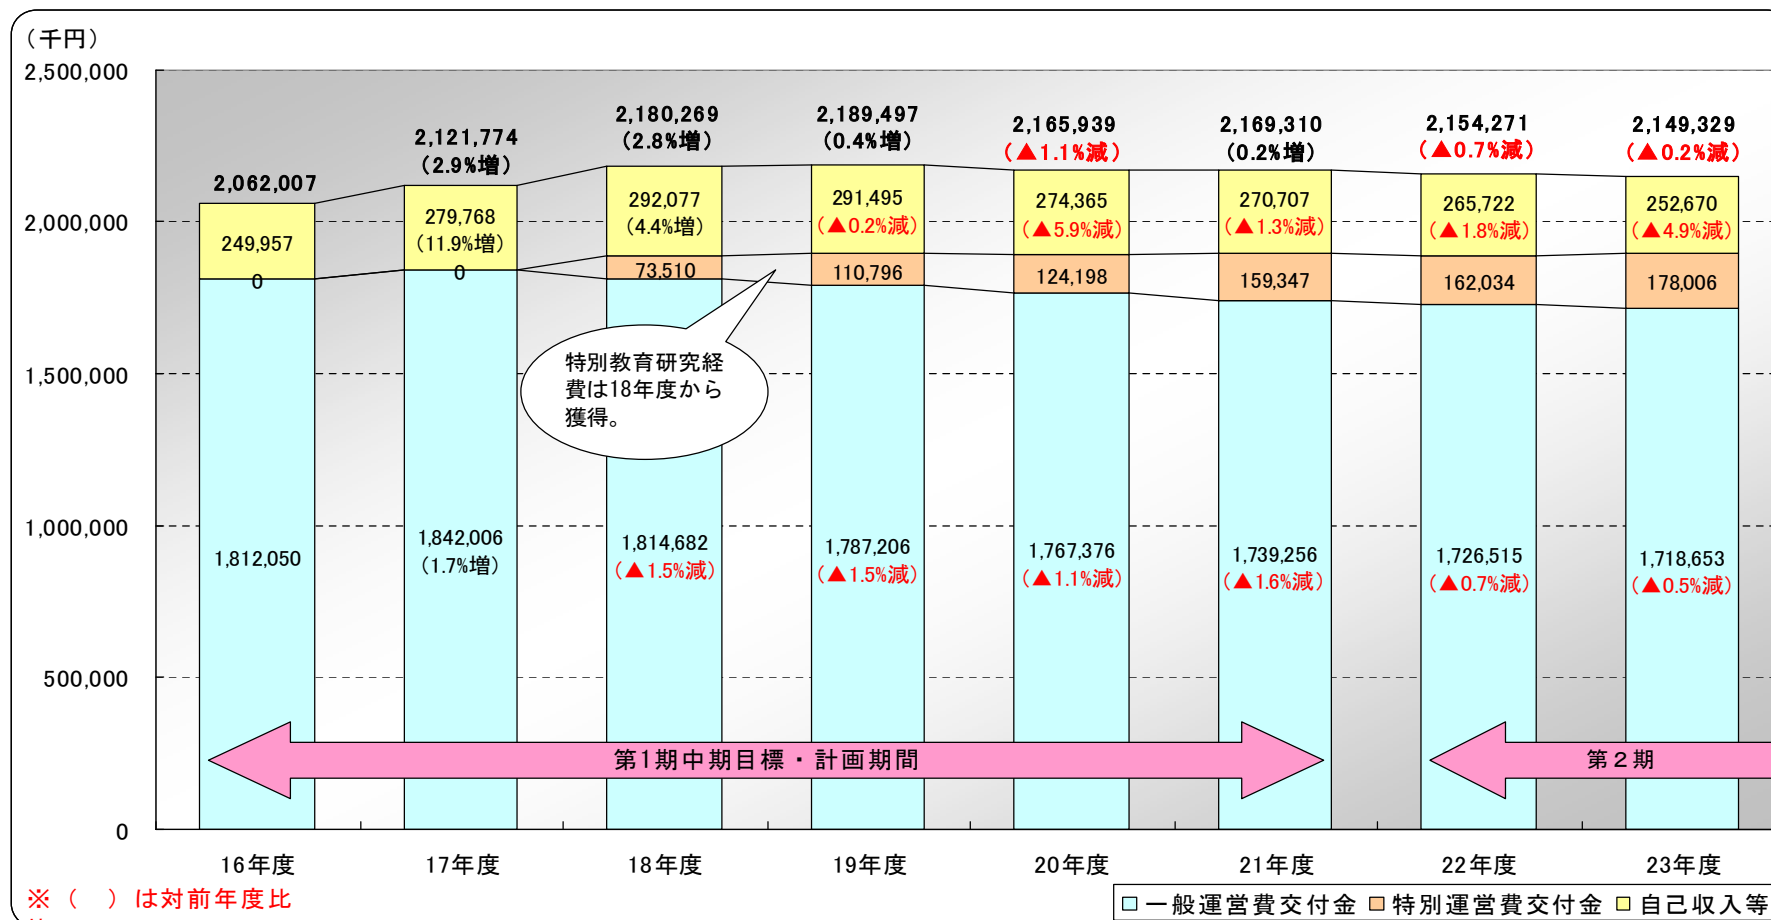 （千円）
2,500,000
2,000,000
1,500,000
1,000,000
500,000
0
2,062,007
2,121,774
(2.9%増)
2,180,269
(2.8%増)
2,189,497
(0.4%増)
2,165,939
(▲1.1%減)
2,169,310
(0.2%増)
2,154,271
(▲0.7%減)
2,149,329
(▲0.2%減)
249,957
279,768
(11.9%増)
292,077
(4.4%増)
291,495
(▲0.2%減)
274,365
(▲5.9%減)
270,707
(▲1.3%減)
265,722
(▲1.8%減)
252,670
(▲4.9%減)
0
0
73,510
110,796
124,198
159,347
162,034
178,006
特別教育研究経
費は18年度から
獲得。
1,812,050
1,842,006
(1.7%増)
1,814,682
(▲1.5%減)
1,787,206
(▲1.5%減)
1,767,376
(▲1.1%減)
1,739,256
(▲1.6%減)
1,726,515
(▲0.7%減)
1,718,653
(▲0.5%減)
第1期中期目標・計画期間
第２期
16年度
17年度
18年度
19年度
20年度
21年度
22年度
23年度
※（　）は対前年度比
一般運営費交付金
特別運営費交付金
自己収入等